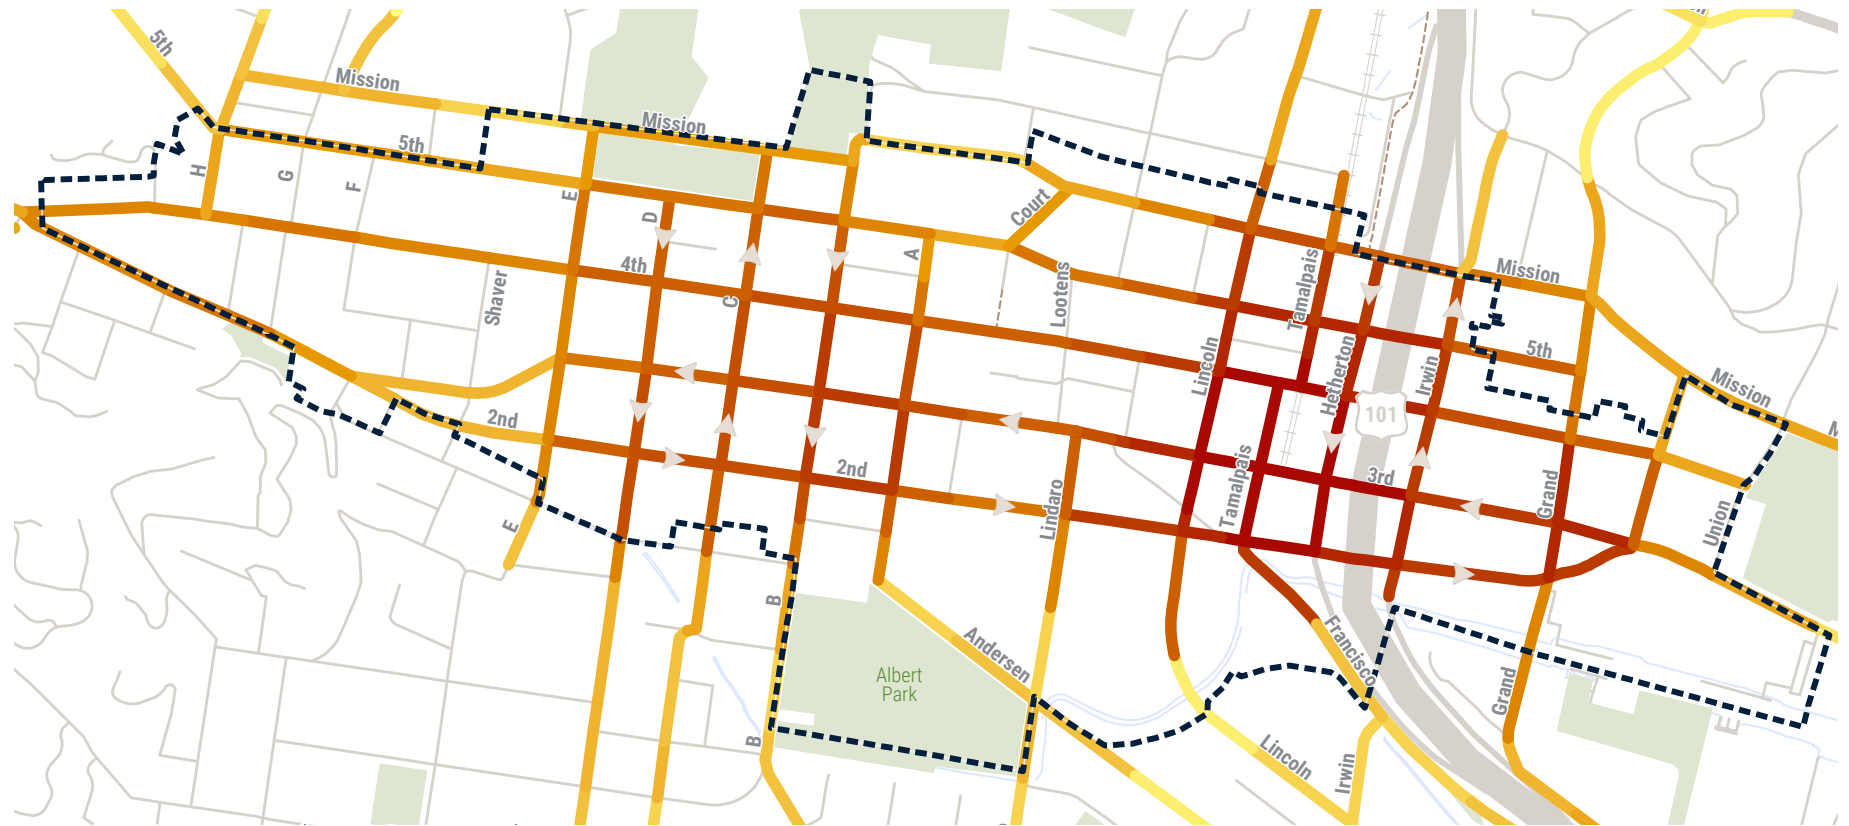 5th
Mission
Mission
5th
H
G
F
E
D
A
Court
4th
C
Shaver
Lootens
Tamalpais
Mission
Lincoln
Hetherton
Irwin
5th
Mission
101
2nd
2nd
3rd
Tamalpais
Lindaro
Grand
Union
E
B
Andersen
Albert
Park
Francisco
Grand
B
Lincoln
Irwin